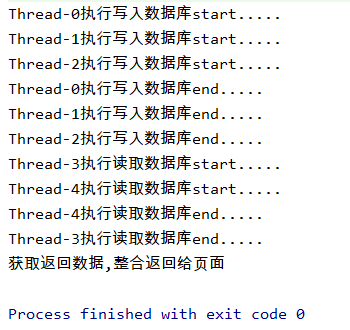 Thread-0执行写入数据库start.....
Thread-1执行写入数据库start.....
Thread-2执行写入数据库start.....
Thread-0执行写入数据库end.....
Thread-1执行写入数据库end.....
Thread-2执行写入数据库end.....
Thread-3执行读取数据库start.....
Thread-4执行读取数据库start.....
Thread-4执行读取数据库end.....
Thread-3执行读取数据库end.....
获取返回数据,整合返回给页面
Process finished with exit code 0